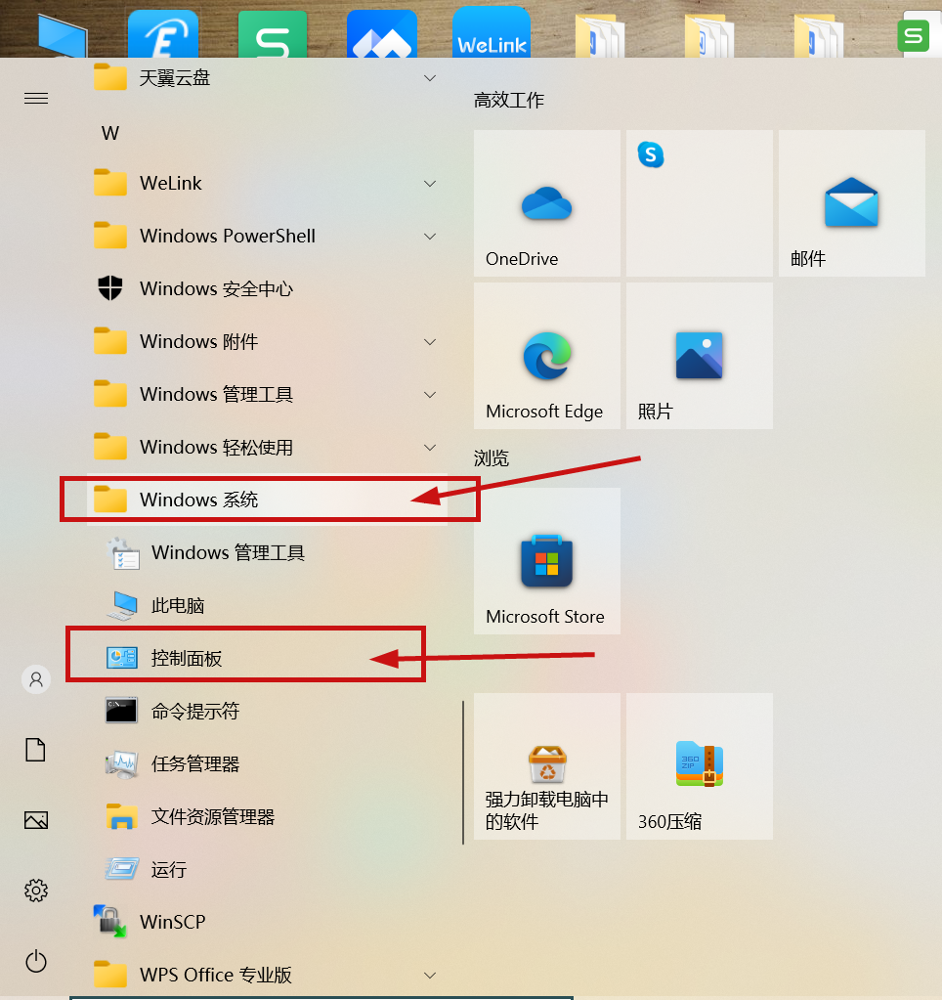 E
S
WeLink
S
天翼云盘
W
WeLink
Windows PowerShell
Windows 安全中心
Windows 附件
Windows 管理工具
Windows 轻松使用
Windows 系统
Windows 管理工具
此电脑
控制面板
C:\
命令提示符
任务管理器
文件资源管理器
运行
WinSCP
WPS Office 专业版
高效工作
OneDrive
S
邮件
Microsoft Edge
照片
浏览
Microsoft Store
强力卸载电脑中
的软件
360
ZIP
360压缩